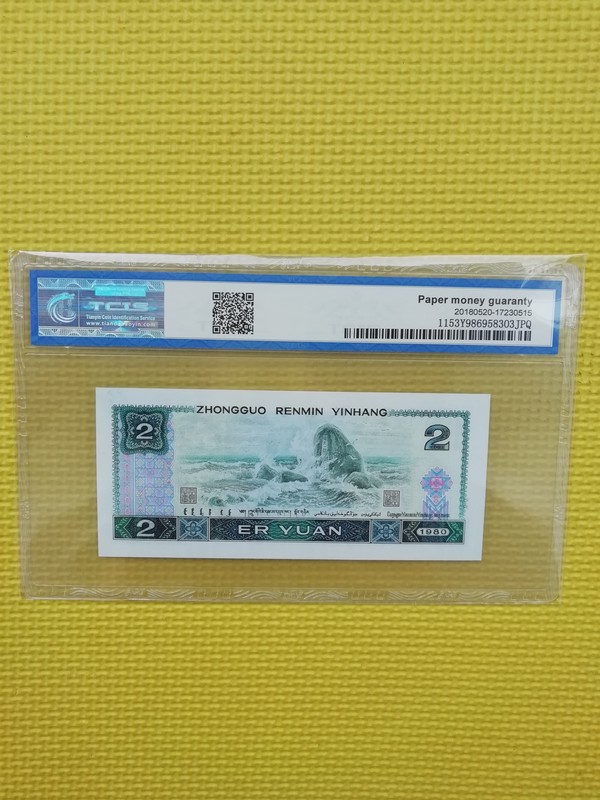 TCIS
Tianyin Coin Identification Service
Paper money guaranty
20180520-17230515
1153Y986958303JPQ
ZHONGGUO RENMIN YINHANG
2
2
2
ER YUAN
1980